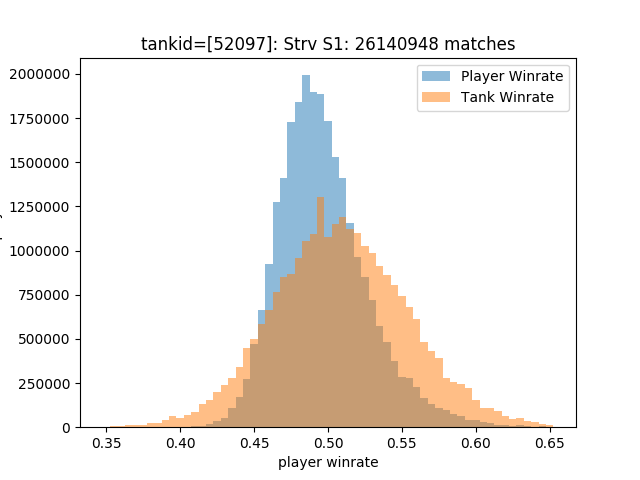 tankid=[52097]: Strv S1: 26140948 matches
Player Winrate
Tank Winrate
2000000
1750000
1500000
1250000
1000000
750000
500000
250000
0
0.35 0.40 0.45 0.50 0.55 0.60 0.65
player winrate